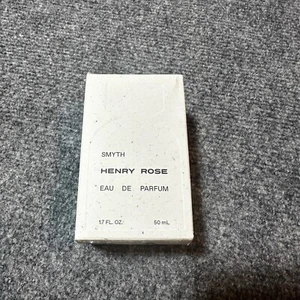 SMYTH
HENRY ROSE
EAU DE PARFUM
1.7 FL. OZ. 50 mL